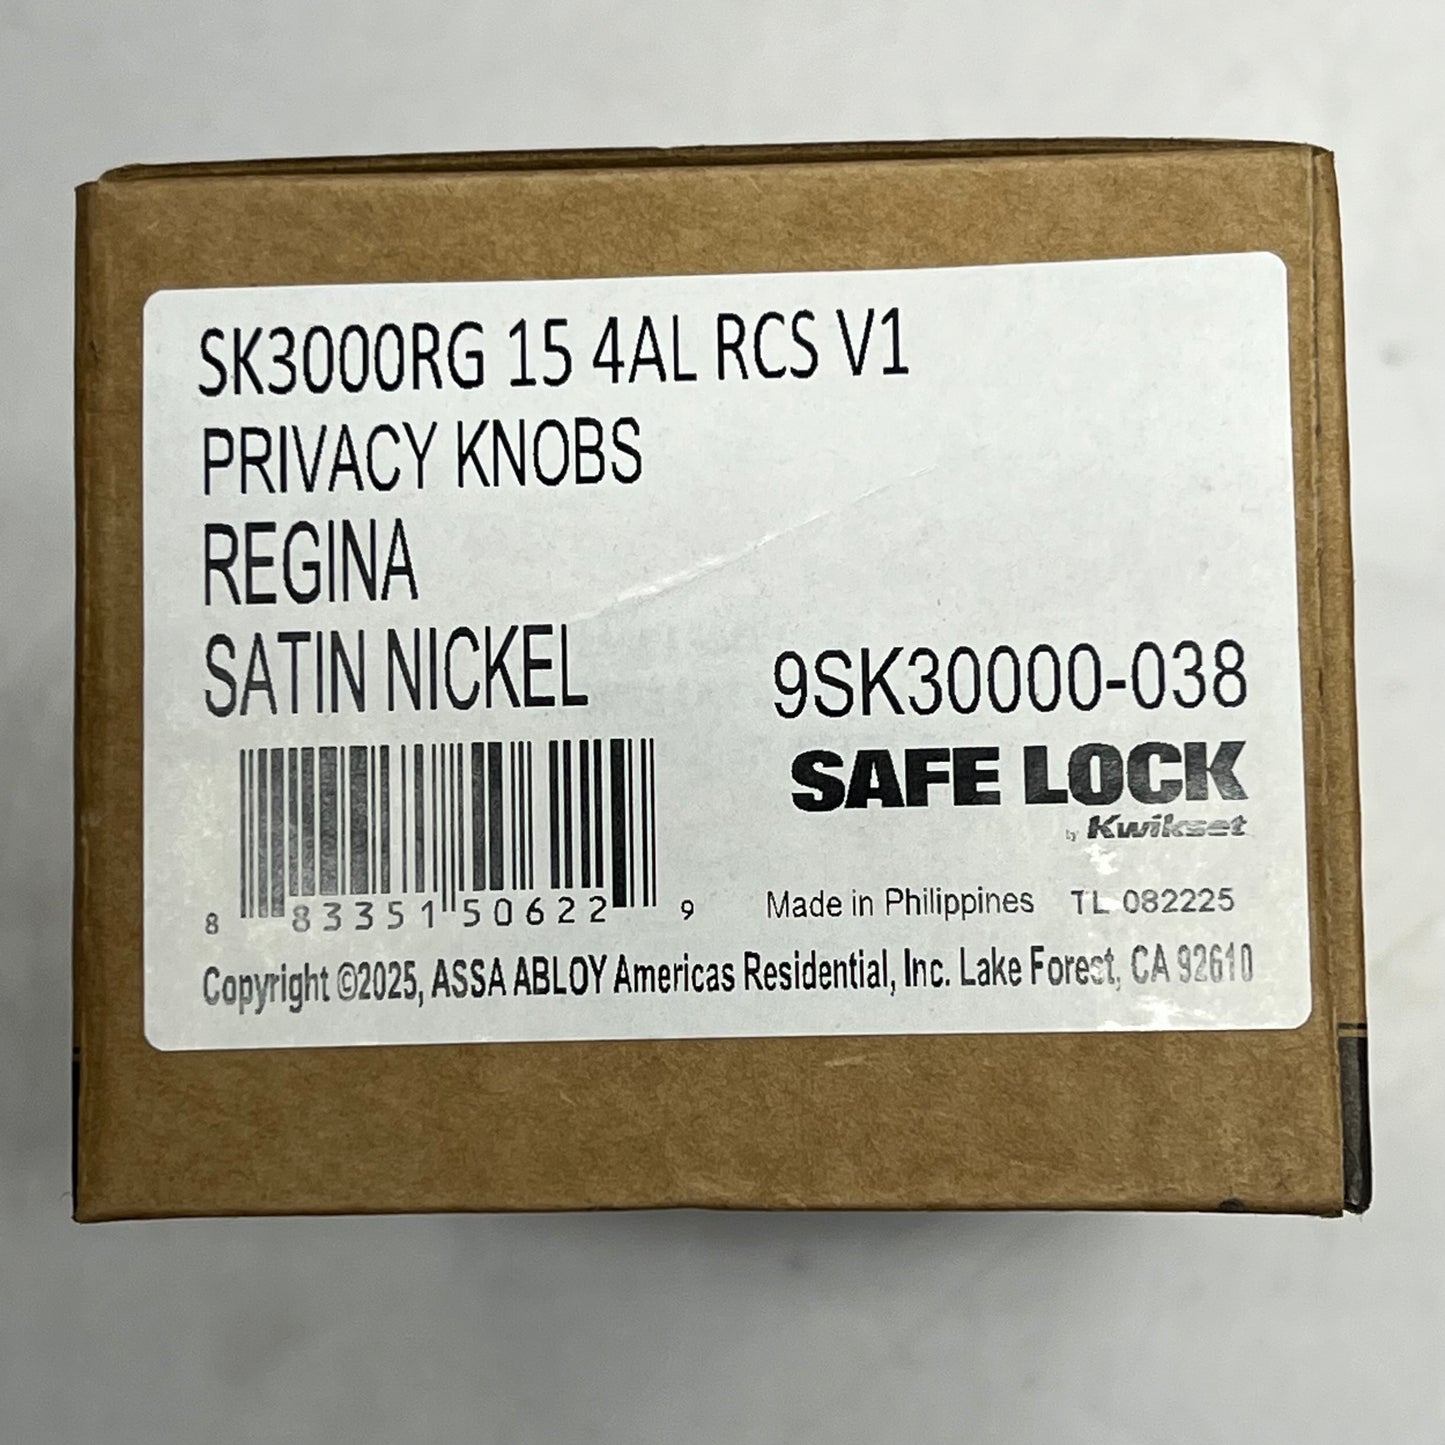 SK3000RG 15 4AL RCS V1
PRIVACY KNOBS
REGINA
SATIN NICKEL
9SK30000-038
SAFE LOCK
by Kwikset
8 83351 50622 9
Made in Philippines TL 082225
Copyright ©2025, ASSA ABLOY Americas Residential, Inc. Lake Forest, CA 92610